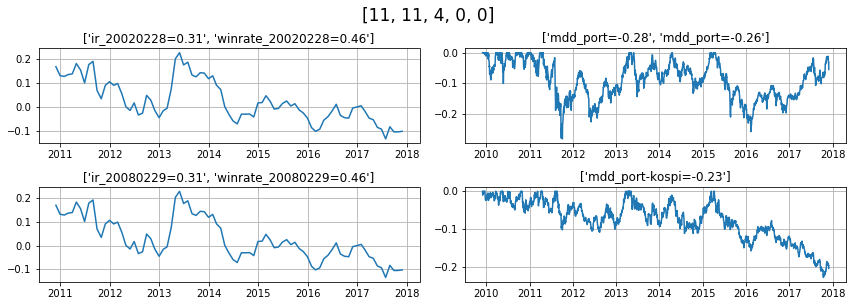 [11, 11, 4, 0, 0]
['ir_20020228=0.31', 'winrate_20020228=0.46']
0.2
0.1
0.0
−0.1
2011 2012 2013 2014 2015 2016 2017 2018
['mdd_port=-0.28', 'mdd_port=-0.26']
0.0
−0.1
−0.2
2010 2011 2012 2013 2014 2015 2016 2017 2018
['ir_20080229=0.31', 'winrate_20080229=0.46']
0.2
0.1
0.0
−0.1
2011 2012 2013 2014 2015 2016 2017 2018
['mdd_port-kospi=-0.23']
0.0
−0.1
−0.2
2010 2011 2012 2013 2014 2015 2016 2017 2018